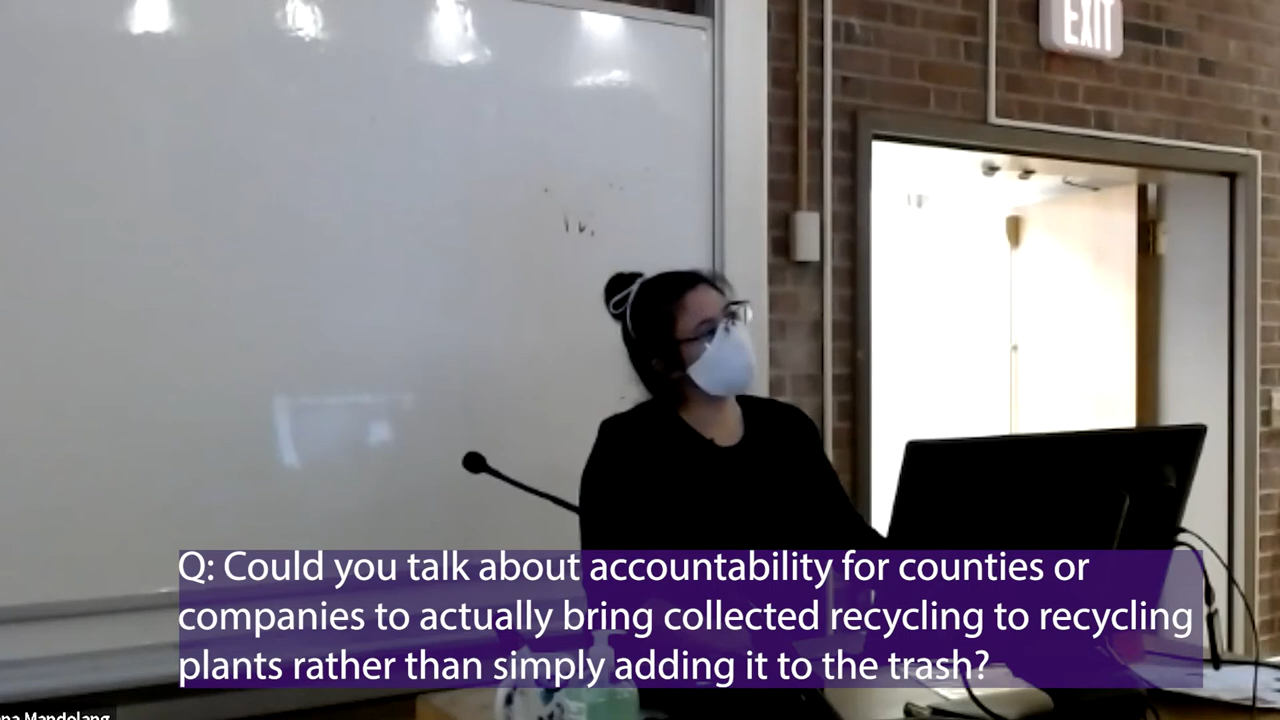 EXIT
Q: Could you talk about accountability for counties or
companies to actually bring collected recycling to recycling
plants rather than simply adding it to the trash?
Mandolang